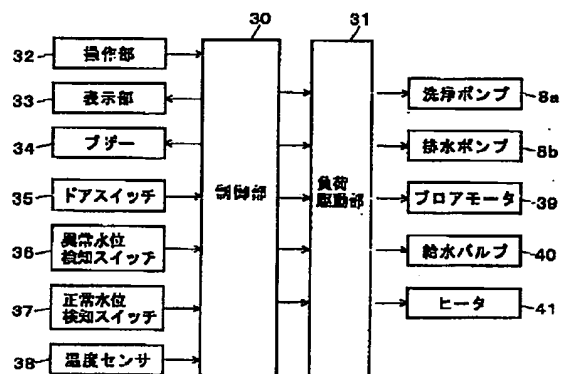 30
31
32
操作部
33
表示部
34
ブザー
35
ドアスイッチ
36
異常水位
検知スイッチ
37
正常水位
検知スイッチ
38
温度センサ
制御部
負荷
駆動部
洗浄ポンプ
8a
排水ポンプ
8b
ブロアモータ
39
給水バルブ
40
ヒータ
41